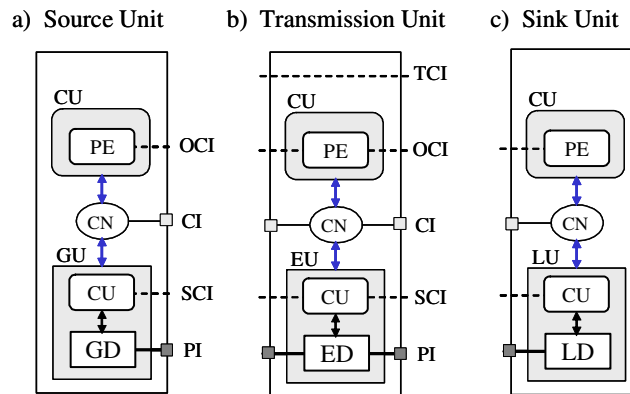 a) Source Unit
b) Transmission Unit
c) Sink Unit
TCI
CU
CU
CU
PE
OCI
PE
OCI
PE
CN
CI
CN
CI
CN
GU
EU
LU
CU
SCI
CU
SCI
CU
GD
PI
ED
PI
LD